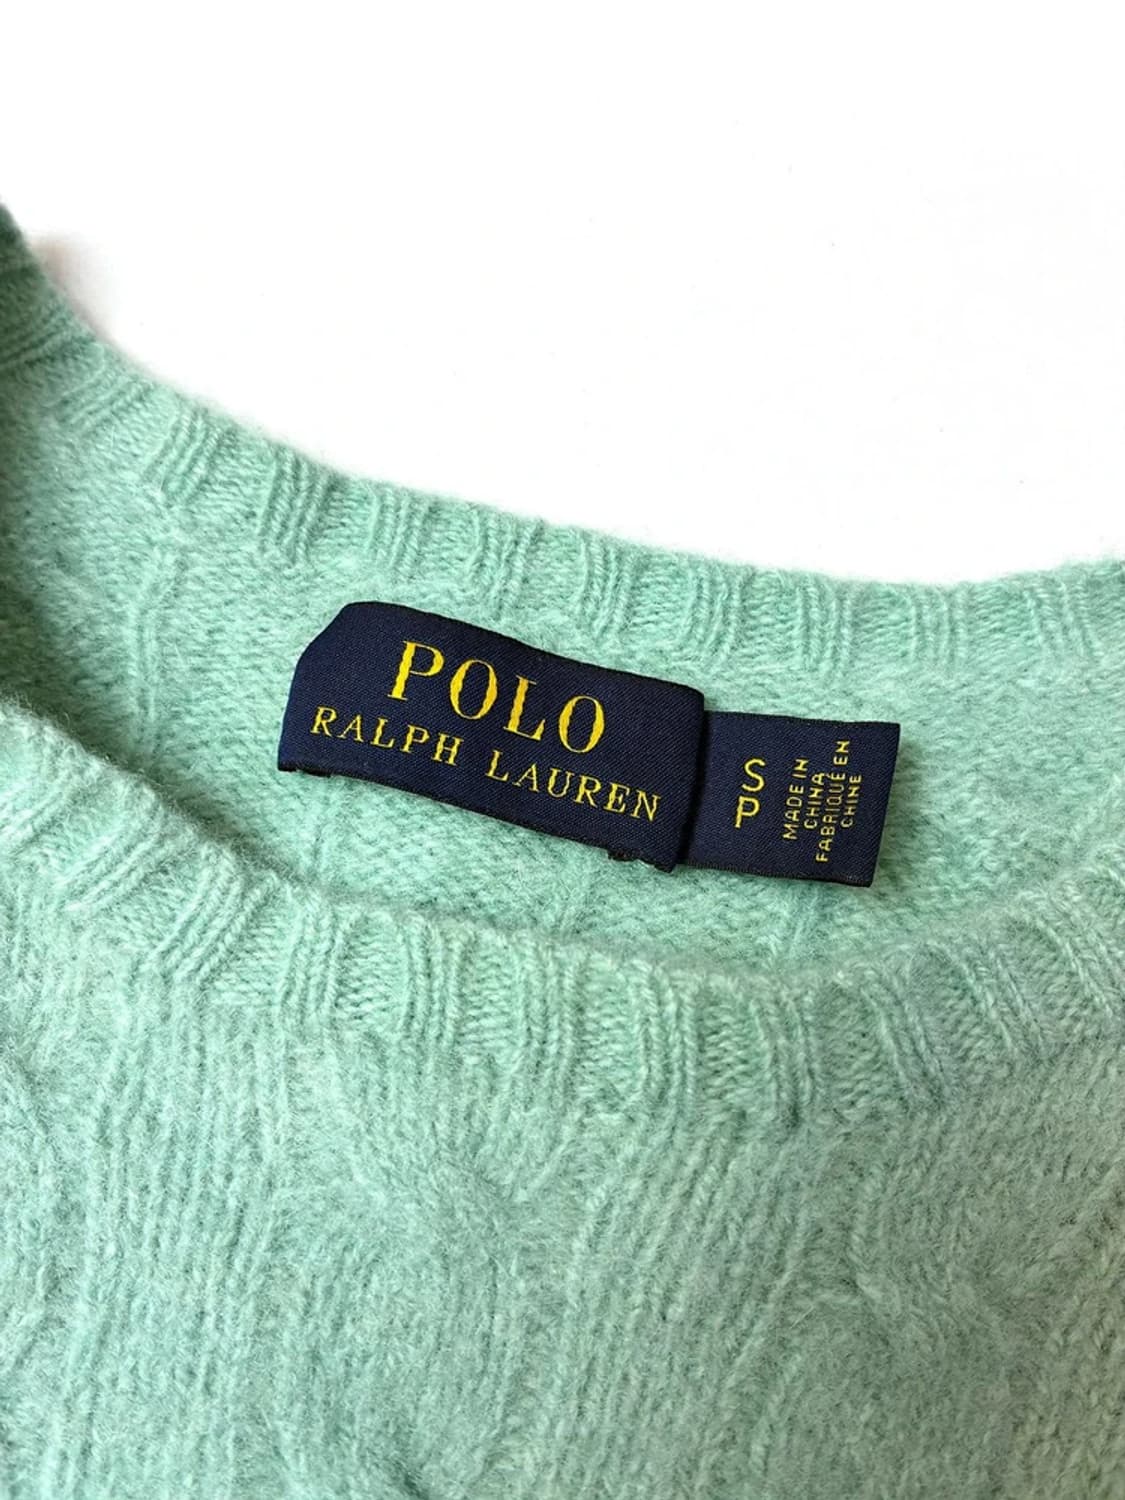 POLO
RALPH LAUREN
S
P
MADE IN
CHINA
FABRIQUÉ EN
CHINE